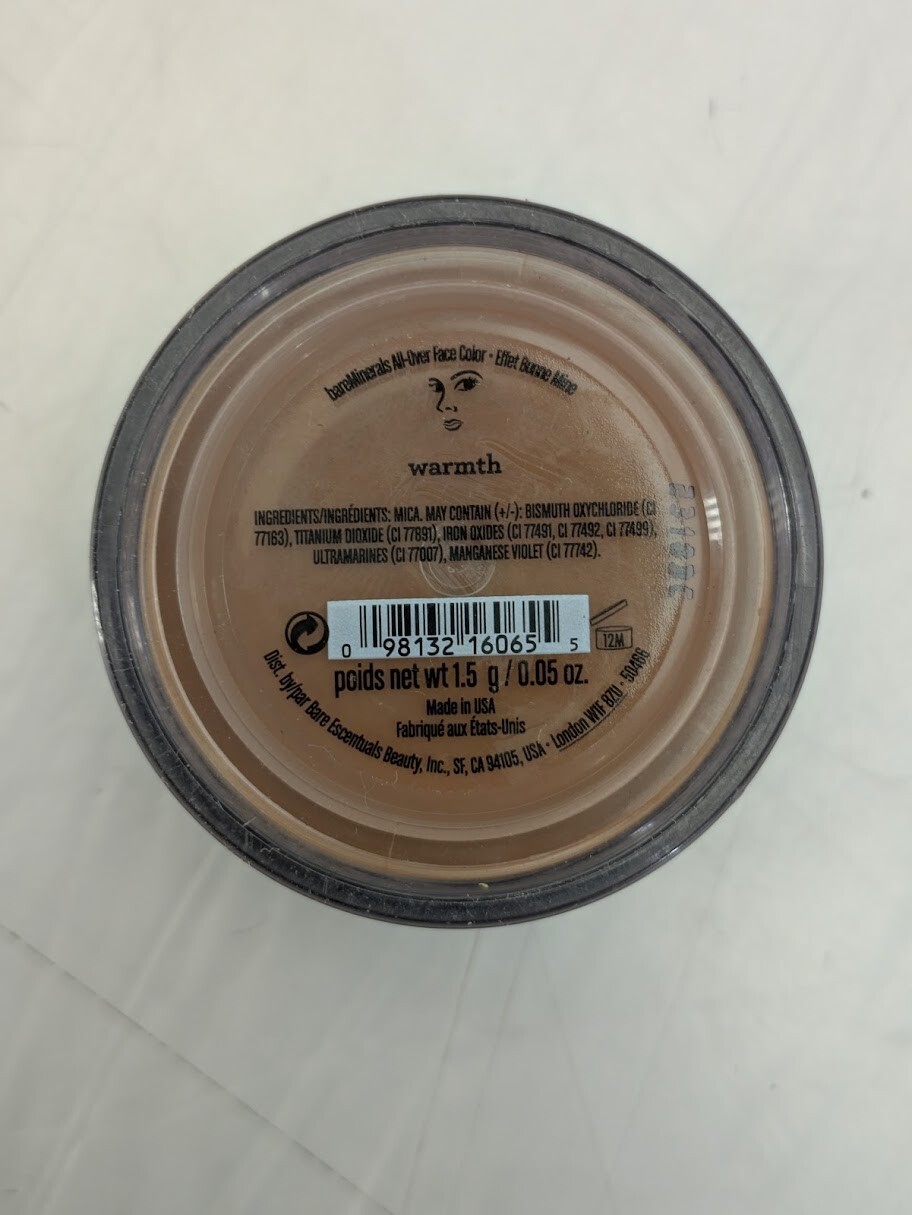 bareMinerals All-Over Face Color • Effet Bonne Mine
warmth
INGREDIENTS/INGRÉDIENTS: MICA. MAY CONTAIN (+/-): BISMUTH OXYCHLORIDE (CI
77163), TITANIUM DIOXIDE (CI 77891), IRON OXIDES (CI 77491, CI 77492, CI 77499),
ULTRAMARINES (CI 77007), MANGANESE VIOLET (CI 77742).
0 98132 16065 5
12M
poids net wt 1.5 g / 0.05 oz.
Made in USA
Fabriqué aux États-Unis
Dist. by/par Bare Escentuals Beauty, Inc., SF, CA 94105, USA • London W1F 8ZU • 50466